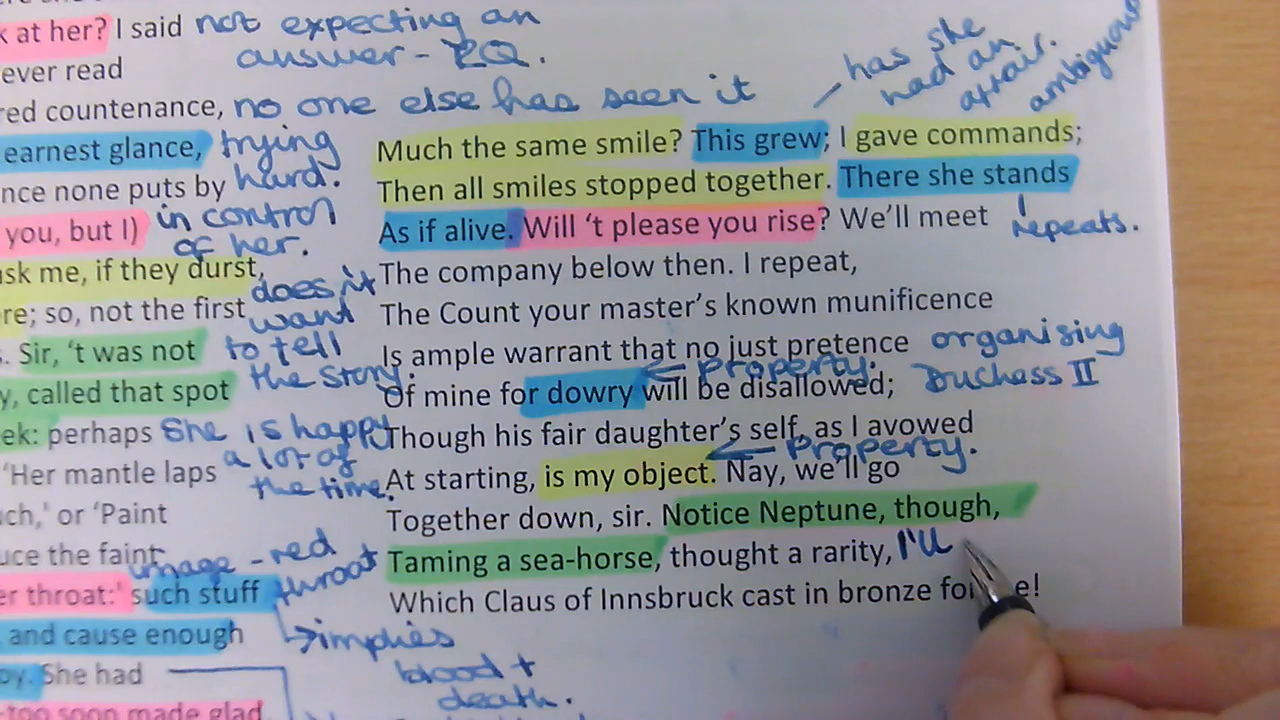 k at her? I said not expecting an
answer - RQ.
ever read
red countenance, no one else has seen it
earnest glance, trying
nce none puts by hard.
you, but I) in control
of her.
ask me, if they durst,
re; so, not the first does it
want
. Sir, 't was not to tell
the story.
y, called that spot
ek: perhaps she is happy
a lot of
'Her mantle laps the time.
uch,' or 'Paint
uce the faint
image - red
throat
er throat:' such stuff
and cause enough
implies
blood +
death.
oy. She had
too soon made glad
has she
had an
affair.
ambiguous
Much the same smile? This grew; I gave commands;
Then all smiles stopped together. There she stands
As if alive. Will 't please you rise? We'll meet repeats.
The company below then. I repeat,
The Count your master's known munificence
Is ample warrant that no just pretence organising
property.
Of mine for dowry will be disallowed; Duchess II
Though his fair daughter's self, as I avowed
property.
At starting, is my object. Nay, we'll go
Together down, sir. Notice Neptune, though,
Taming a sea-horse, thought a rarity, I'll
Which Claus of Innsbruck cast in bronze fo e!